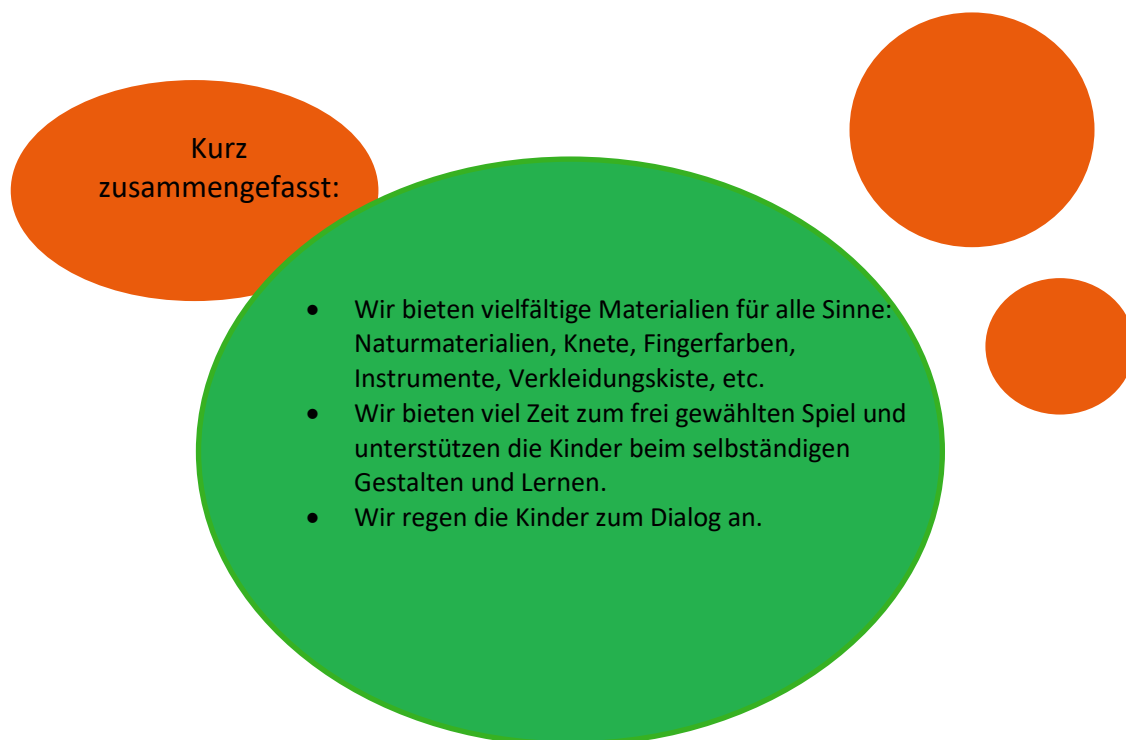 Kurz
zusammengefasst:
• Wir bieten vielfältige Materialien für alle Sinne:
Naturmaterialien, Knete, Fingerfarben,
Instrumente, Verkleidungskiste, etc.
• Wir bieten viel Zeit zum frei gewählten Spiel und
unterstützen die Kinder beim selbständigen
Gestalten und Lernen.
• Wir regen die Kinder zum Dialog an.